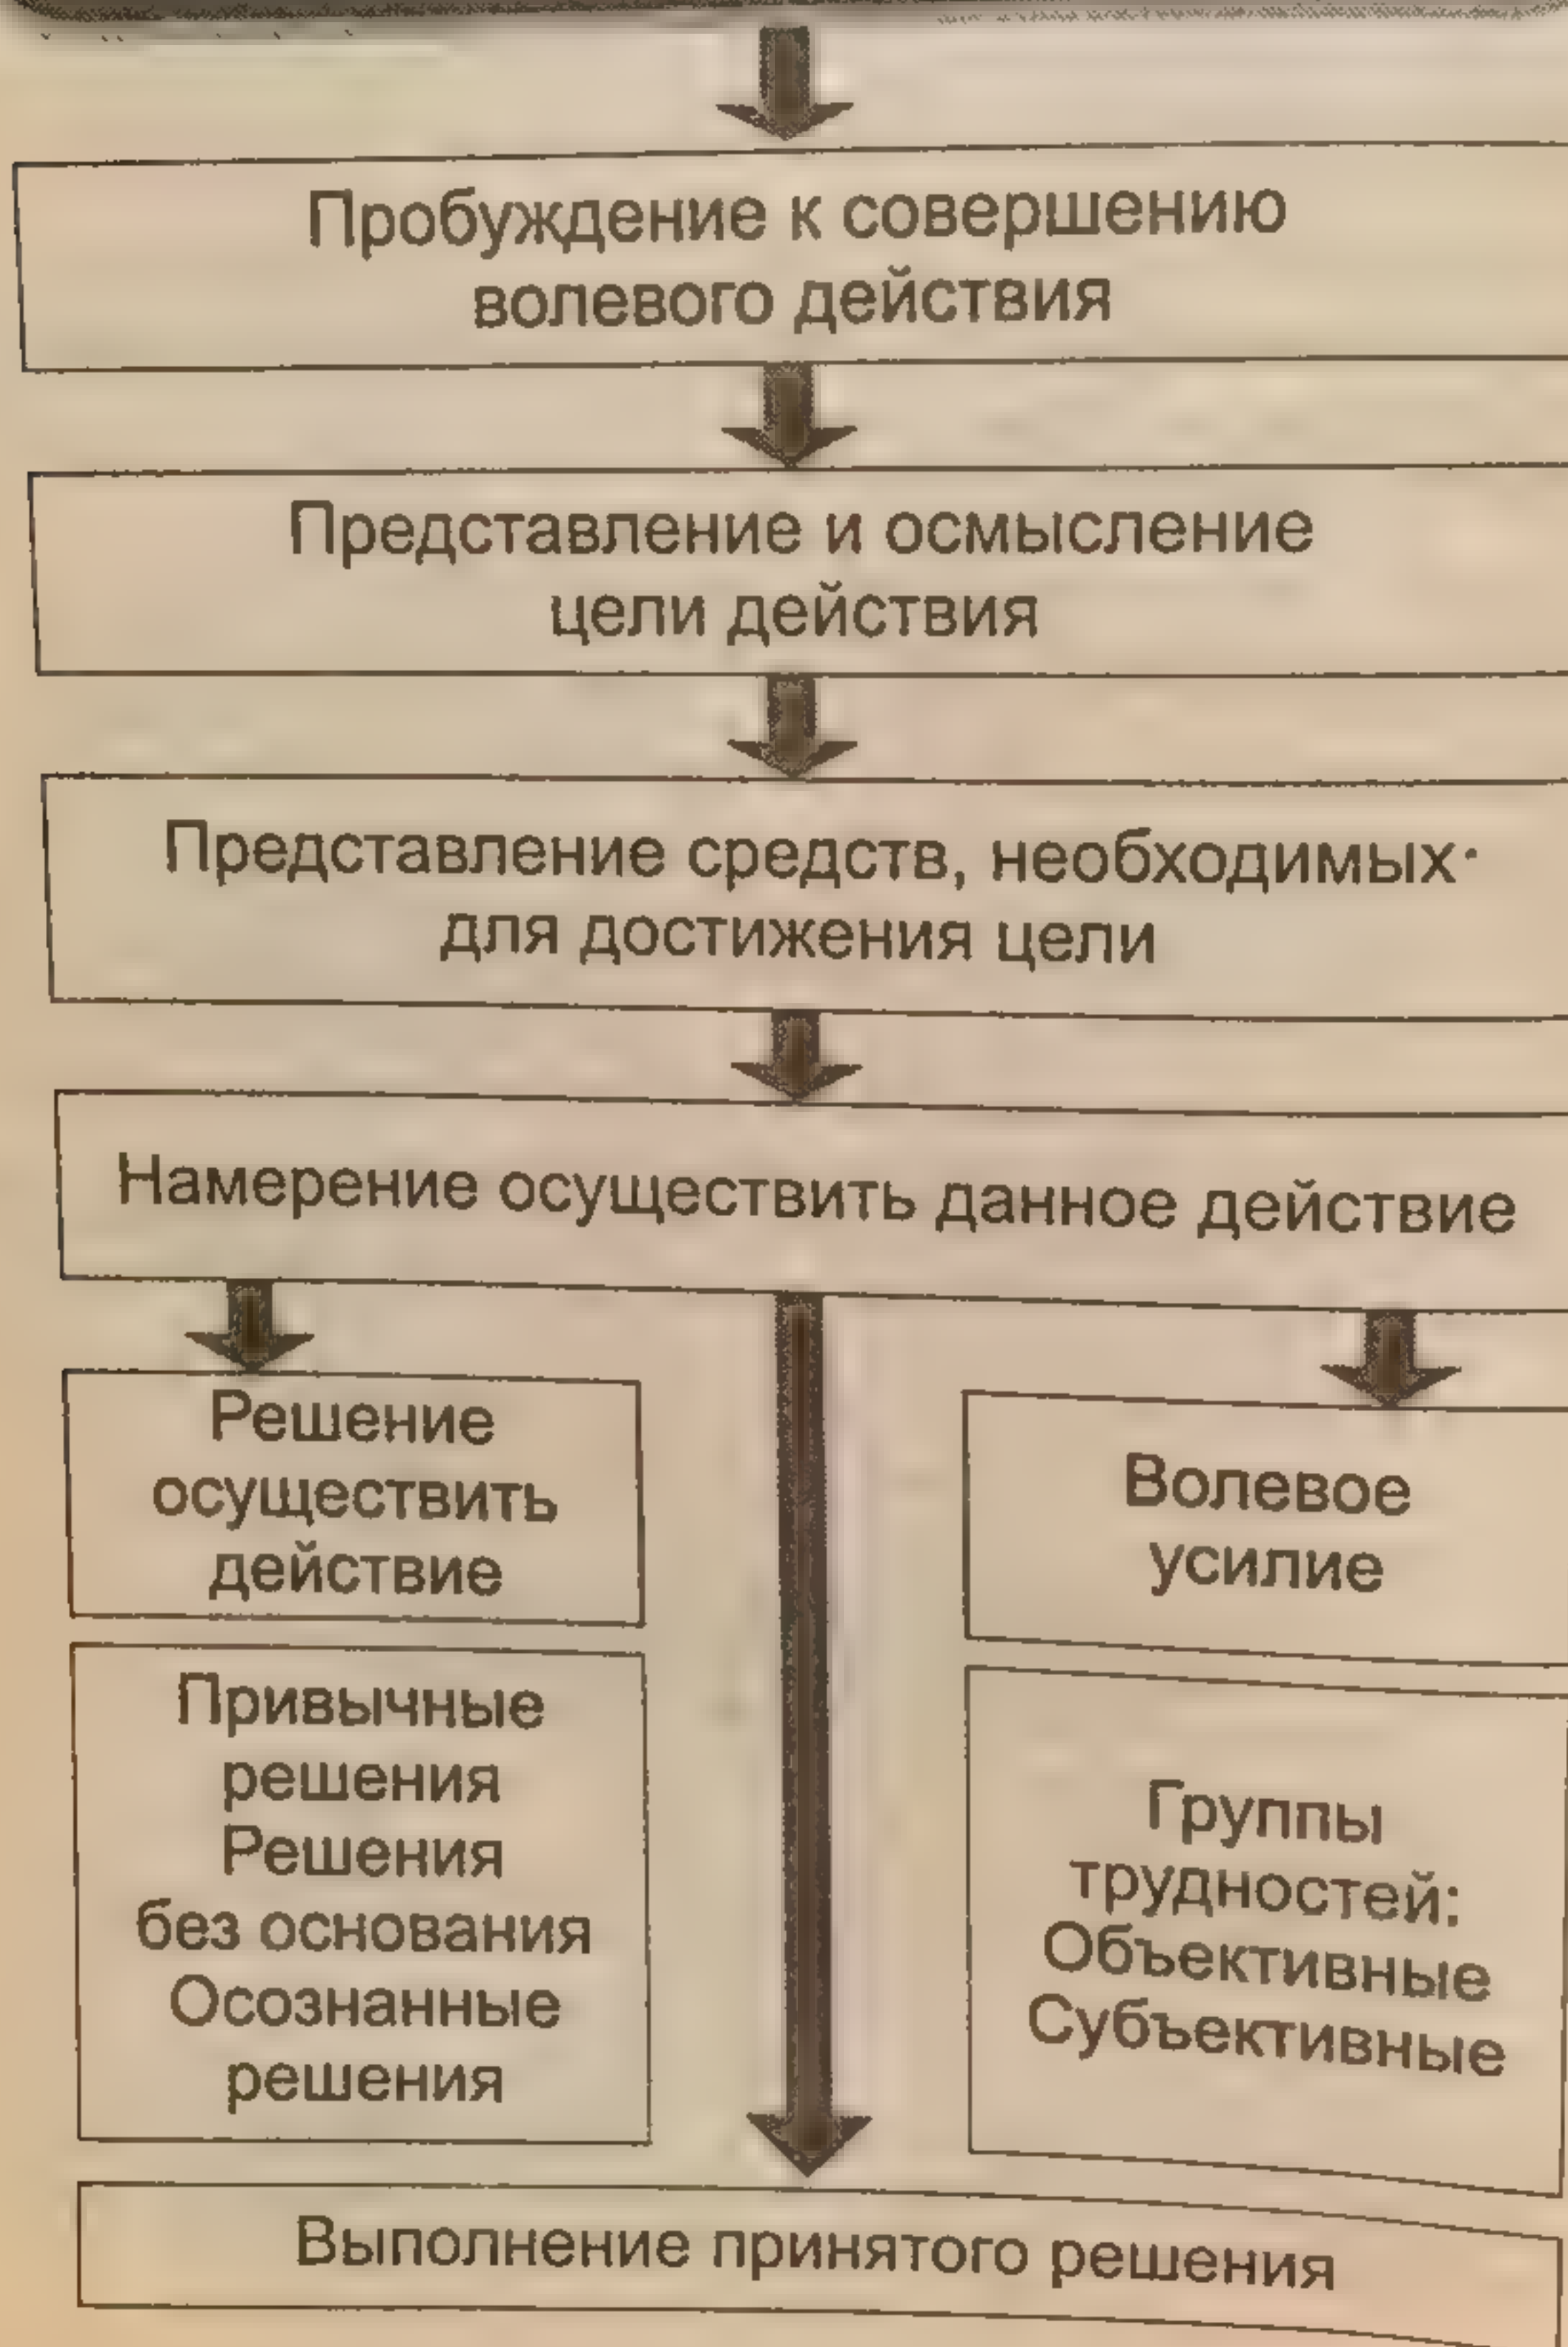 Пробуждение к совершению
волевого действия
Представление и осмысление
цели действия
Представление средств, необходимых
для достижения цели
Намерение осуществить данное действие
Решение
осуществить
действие
Привычные
решения
Решения
без основания
Осознанные
решения
Волевое
усилие
Группы
трудностей:
Объективные
Субъективные
Выполнение принятого решения